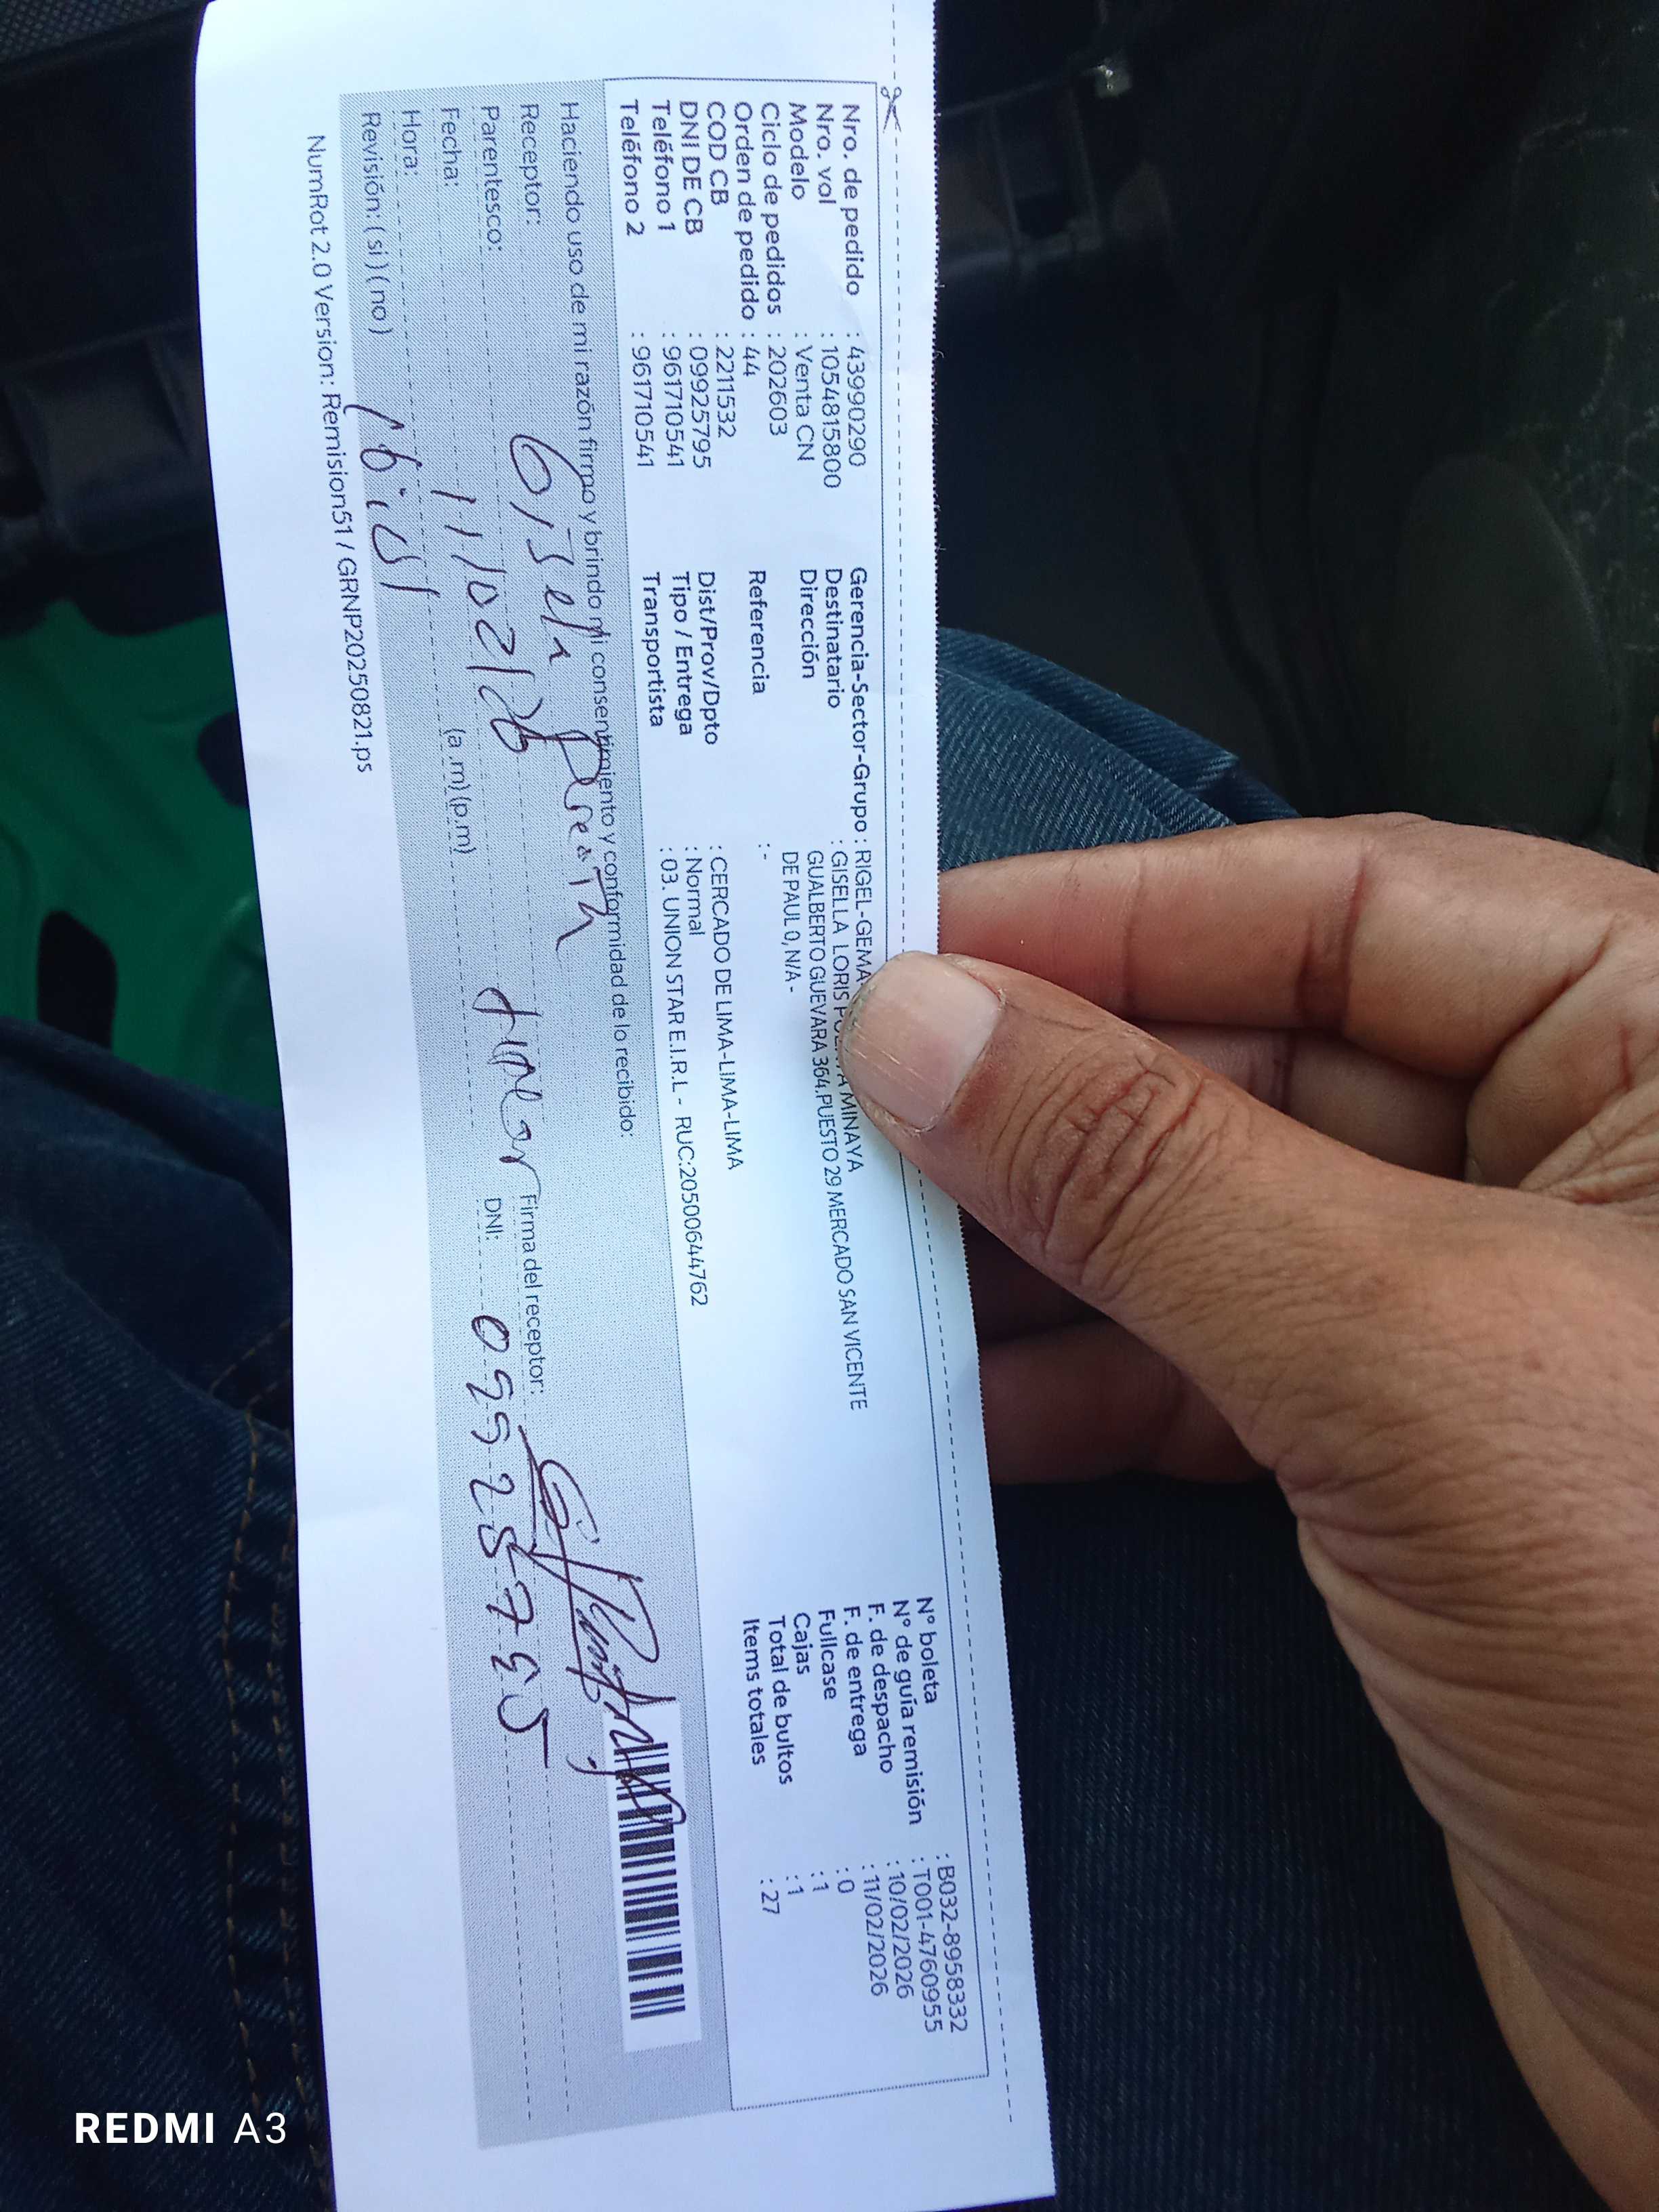 Nro. de pedido : 43990290
Nro. vol : 1054815800
Modelo : Venta CN
Ciclo de pedidos : 202603
Orden de pedido : 44
COD CB : 2211532
DNI DE CB : 09925795
Teléfono 1 : 961710541
Teléfono 2 : 961710541
Gerencia-Sector-Grupo : RIGEL-GEMA
Destinatario : GISELLA LORIS MINAYA
Dirección GUALBERTO GUEVARA 364.PUESTO 29 MERCADO SAN VICENTE
DE PAUL 0, N/A -
Referencia :-
Dist/Prov/Dpto : CERCADO DE LIMA-LIMA-LIMA
Tipo / Entrega : Normal
Transportista : 03. UNION STAR E.I.R.L - RUC:20500644762
N° boleta : B032-8958332
N° de guía remisión : T001-4760955
F. de despacho : 10/02/2026
F. de entrega : 11/02/2026
Fullcase : 0
Cajas : 1
Total de bultos : 1
Items totales : 27
Haciendo uso de mi razón firmo y brindo mi consentimiento y conformidad de lo recibido:
Receptor: Gisela
Parentesco: titular
Fecha: 11/02/26
Hora: 16:51 (a.m) (p.m)
Revisión: ( si ) ( no )
Firma del receptor:
DNI: 09925795
NumRot 2.0 Version: Remision51 / GRNP20250821.ps
REDMI A3